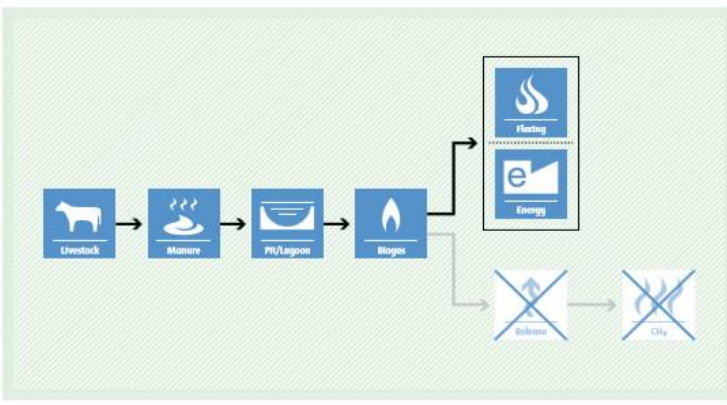 Flaring
e
Energy
Livestock
Manure
Pit/Lagoon
Biogas
Release
CH₄